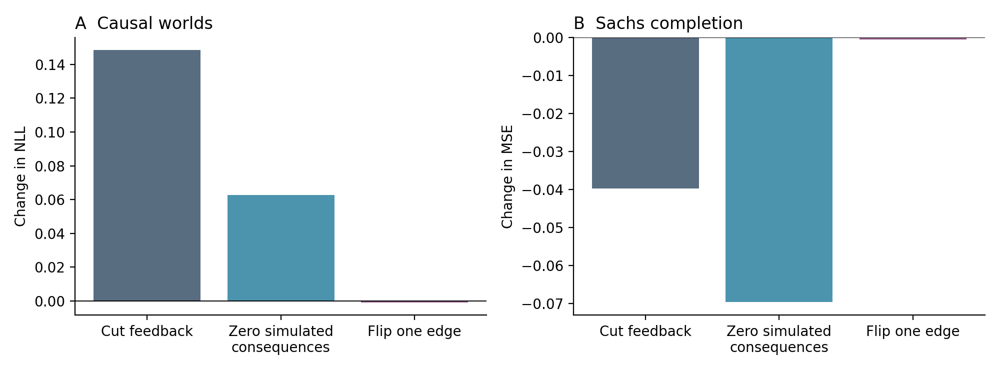 A  Causal worlds
Change in NLL
0.14
0.12
0.10
0.08
0.06
0.04
0.02
0.00
Cut feedback
Zero simulated
consequences
Flip one edge
B  Sachs completion
Change in MSE
0.00
−0.01
−0.02
−0.03
−0.04
−0.05
−0.06
−0.07
Cut feedback
Zero simulated
consequences
Flip one edge